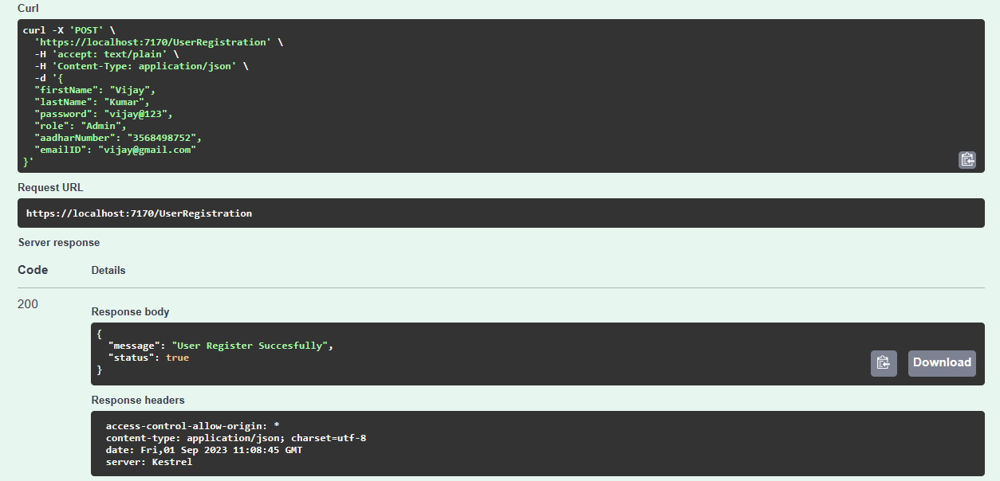 Curl
curl -X 'POST' \
'https://localhost:7170/UserRegistration' \
-H 'accept: text/plain' \
-H 'Content-Type: application/json' \
-d '{
"firstName": "Vijay",
"lastName": "Kumar",
"password": "vijay@123",
"role": "Admin",
"aadharNumber": "3568498752",
"emailID": "vijay@gmail.com"
}'
Request URL
https://localhost:7170/UserRegistration
Server response
Code Details
200
Response body
{
"message": "User Register Succesfully",
"status": true
}
Download
Response headers
access-control-allow-origin: *
content-type: application/json; charset=utf-8
date: Fri,01 Sep 2023 11:08:45 GMT
server: Kestrel